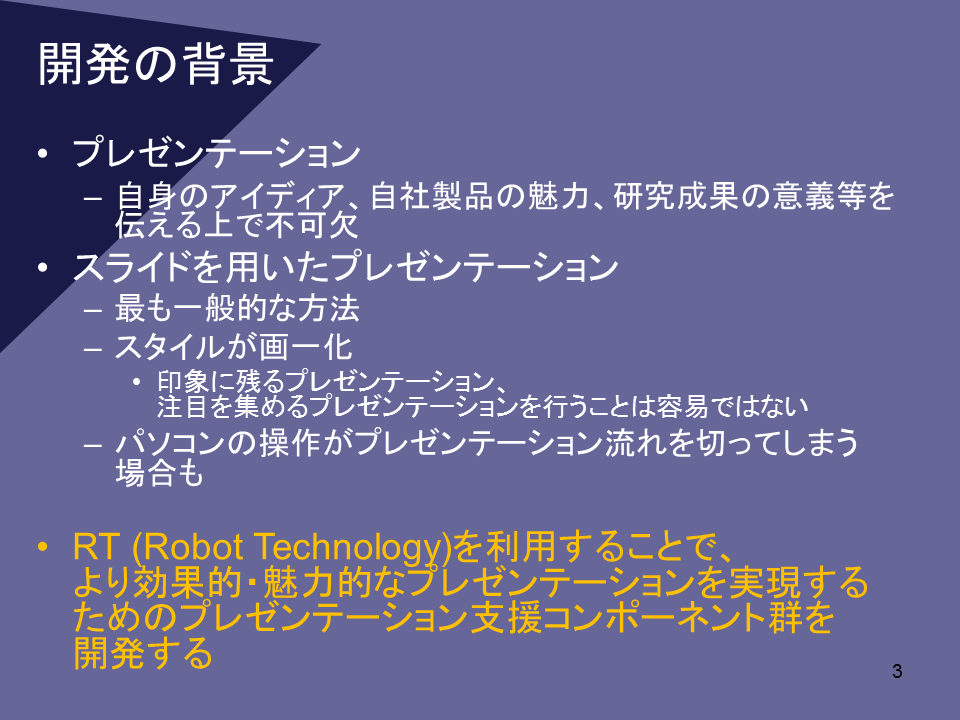 開発の背景
• プレゼンテーション
– 自身のアイディア、自社製品の魅力、研究成果の意義等を
伝える上で不可欠
• スライドを用いたプレゼンテーション
– 最も一般的な方法
– スタイルが画一化
• 印象に残るプレゼンテーション、
注目を集めるプレゼンテーションを行うことは容易ではない
– パソコンの操作がプレゼンテーション流れを切ってしまう
場合も
• RT (Robot Technology)を利用することで、
より効果的・魅力的なプレゼンテーションを実現する
ためのプレゼンテーション支援コンポーネント群を
開発する
3